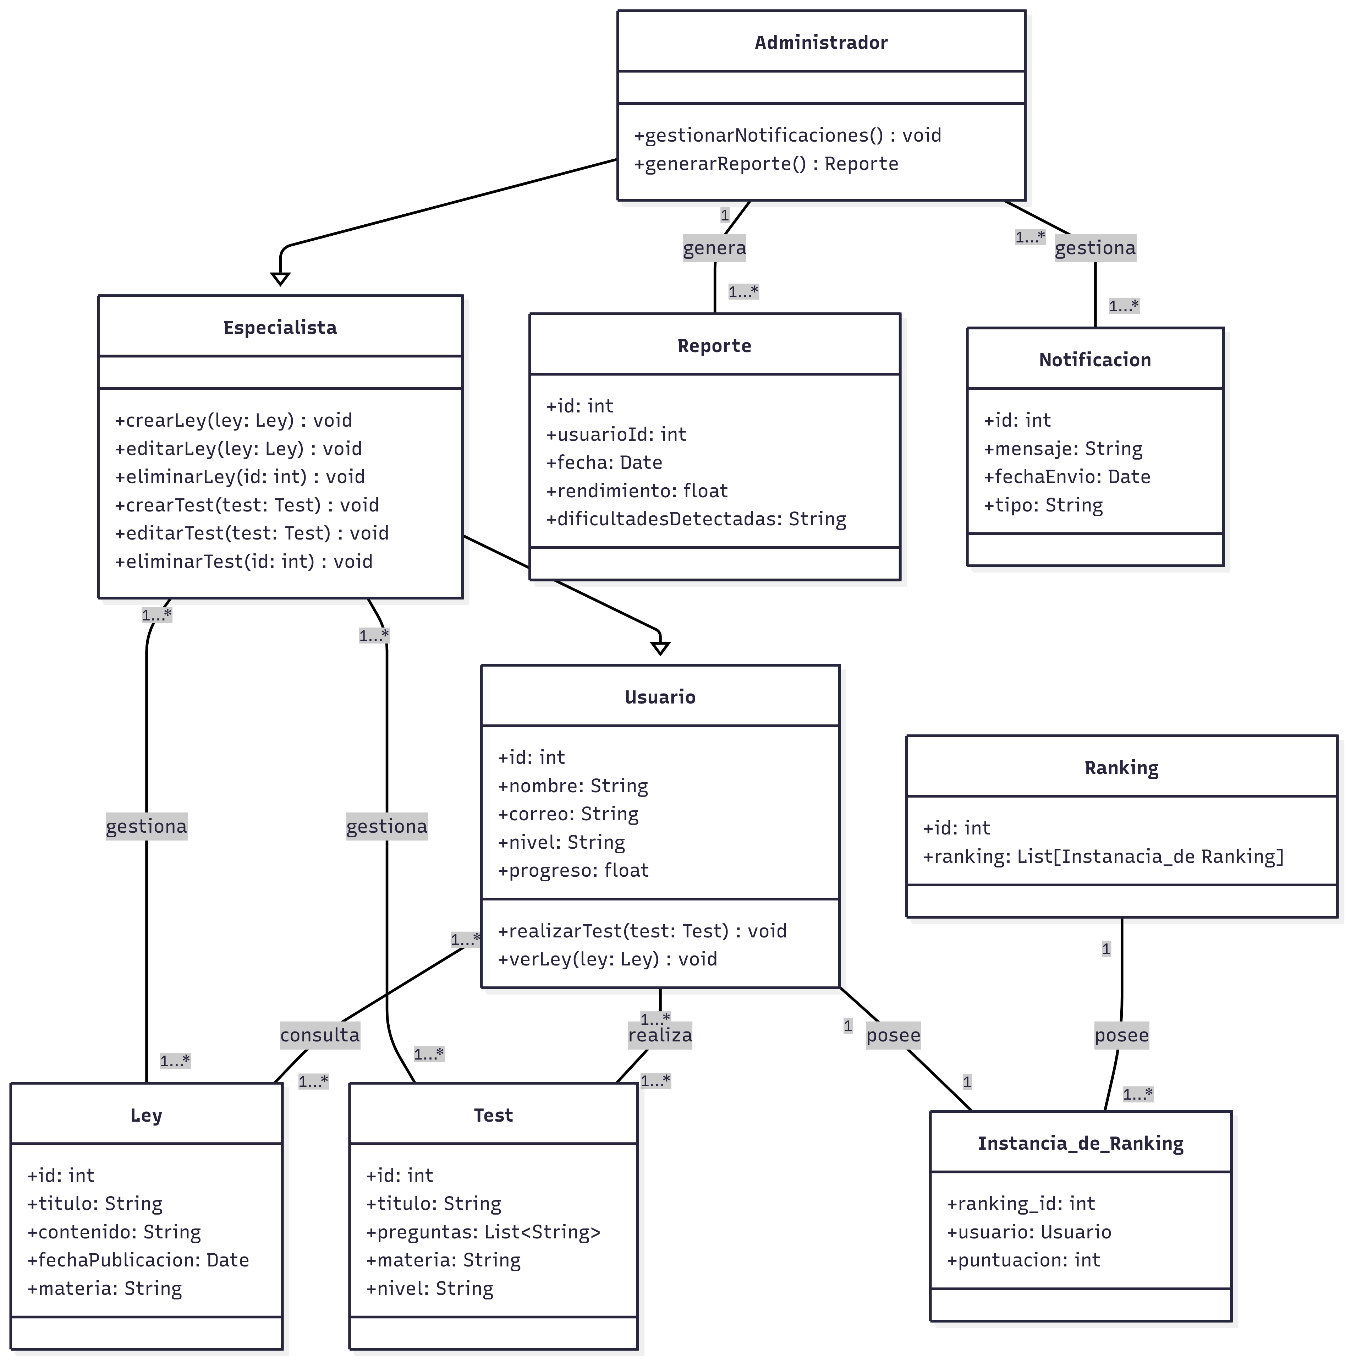 Administrador
+gestionarNotificaciones() : void
+generarReporte() : Reporte
1
genera
1...*
1...*
gestiona
1...*
Especialista
+crearLey(ley: Ley) : void
+editarLey(ley: Ley) : void
+eliminarLey(id: int) : void
+crearTest(test: Test) : void
+editarTest(test: Test) : void
+eliminarTest(id: int) : void
Reporte
+id: int
+usuarioId: int
+fecha: Date
+rendimiento: float
+dificultadesDetectadas: String
Notificacion
+id: int
+mensaje: String
+fechaEnvio: Date
+tipo: String
1...*
1...*
gestiona
gestiona
Usuario
+id: int
+nombre: String
+correo: String
+nivel: String
+progreso: float
+realizarTest(test: Test) : void
+verLey(ley: Ley) : void
Ranking
+id: int
+ranking: List[Instanacia_de Ranking]
1...*
consulta
1...*
realiza
1
posee
1
posee
1...*
1...*
1...*
1...*
1
1...*
Ley
+id: int
+titulo: String
+contenido: String
+fechaPublicacion: Date
+materia: String
Test
+id: int
+titulo: String
+preguntas: List<String>
+materia: String
+nivel: String
Instancia_de_Ranking
+ranking_id: int
+usuario: Usuario
+puntuacion: int